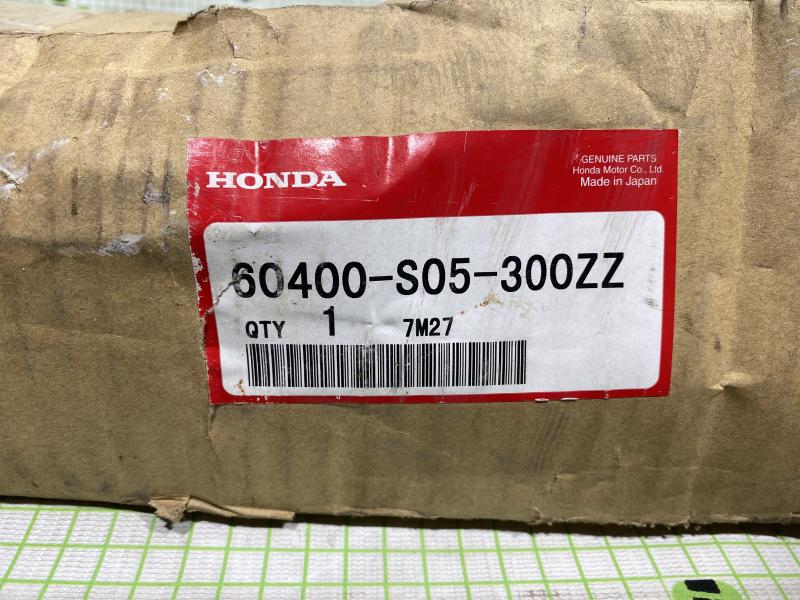 HONDA
GENUINE PARTS
Honda Motor Co., Ltd.
Made in Japan
60400-S05-300ZZ
QTY 1 7M27